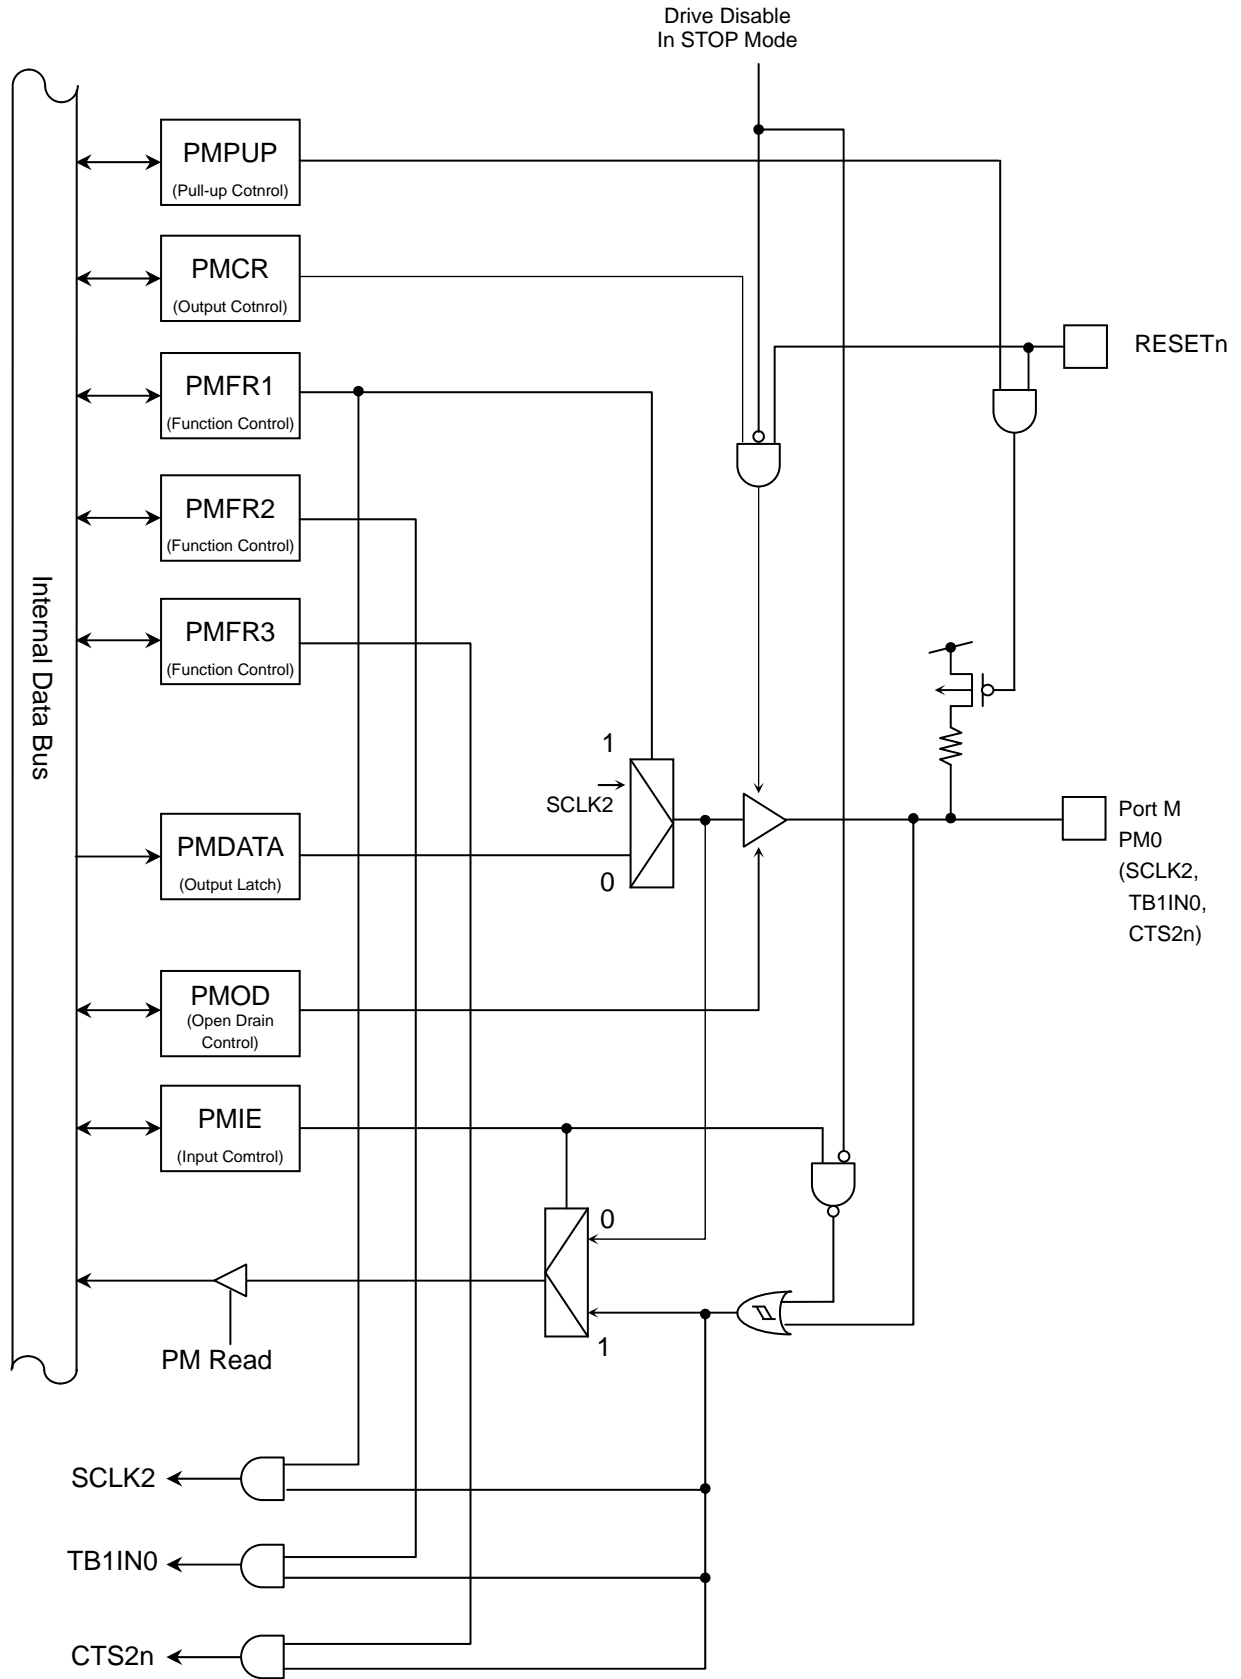 Drive Disable
In STOP Mode
PMPUP
(Pull-up Cotnrol)
PMCR
(Output Cotnrol)
RESETn
PMFR1
(Function Control)
PMFR2
(Function Control)
Internal Data Bus
PMFR3
(Function Control)
1
SCLK2
0
PMDATA
(Output Latch)
Port M
PM0
(SCLK2,
TB1IN0,
CTS2n)
PMOD
(Open Drain
Control)
PMIE
(Input Comtrol)
0
1
PM Read
SCLK2
TB1IN0
CTS2n